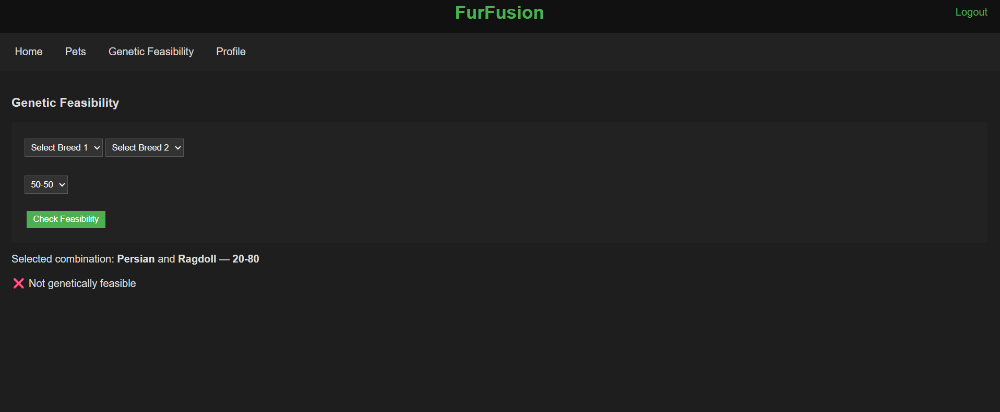 FurFusion
Logout
Home Pets Genetic Feasibility Profile
Genetic Feasibility
Select Breed 1 Select Breed 2
50-50
Check Feasibility
Selected combination: Persian and Ragdoll — 20-80
❌ Not genetically feasible